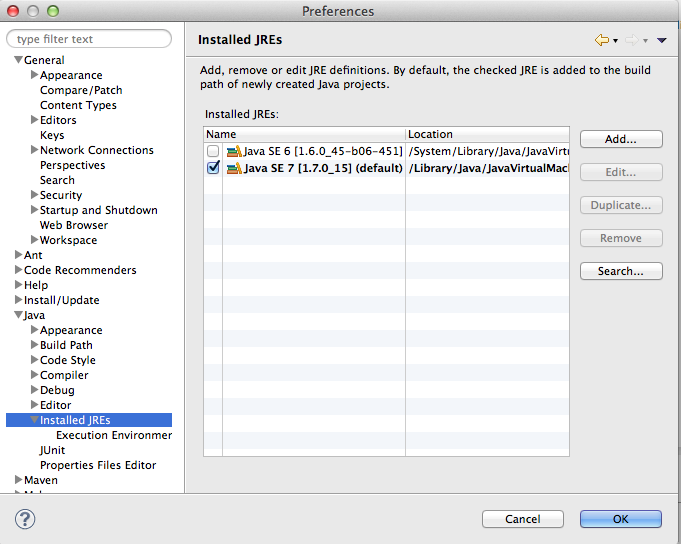 Preferences
type filter text
General
Appearance
Compare/Patch
Content Types
Editors
Keys
Network Connections
Perspectives
Search
Security
Startup and Shutdown
Web Browser
Workspace
Ant
Code Recommenders
Help
Install/Update
Java
Appearance
Build Path
Code Style
Compiler
Debug
Editor
Installed JREs
Execution Environmer
JUnit
Properties Files Editor
Maven
Installed JREs
Add, remove or edit JRE definitions. By default, the checked JRE is added to the build
path of newly created Java projects.
Installed JREs:
Name Location
Java SE 6 [1.6.0_45-b06-451] /System/Library/Java/JavaVirtu
Java SE 7 [1.7.0_15] (default) /Library/Java/JavaVirtualMac
Add...
Edit...
Duplicate...
Remove
Search...
?
Cancel OK